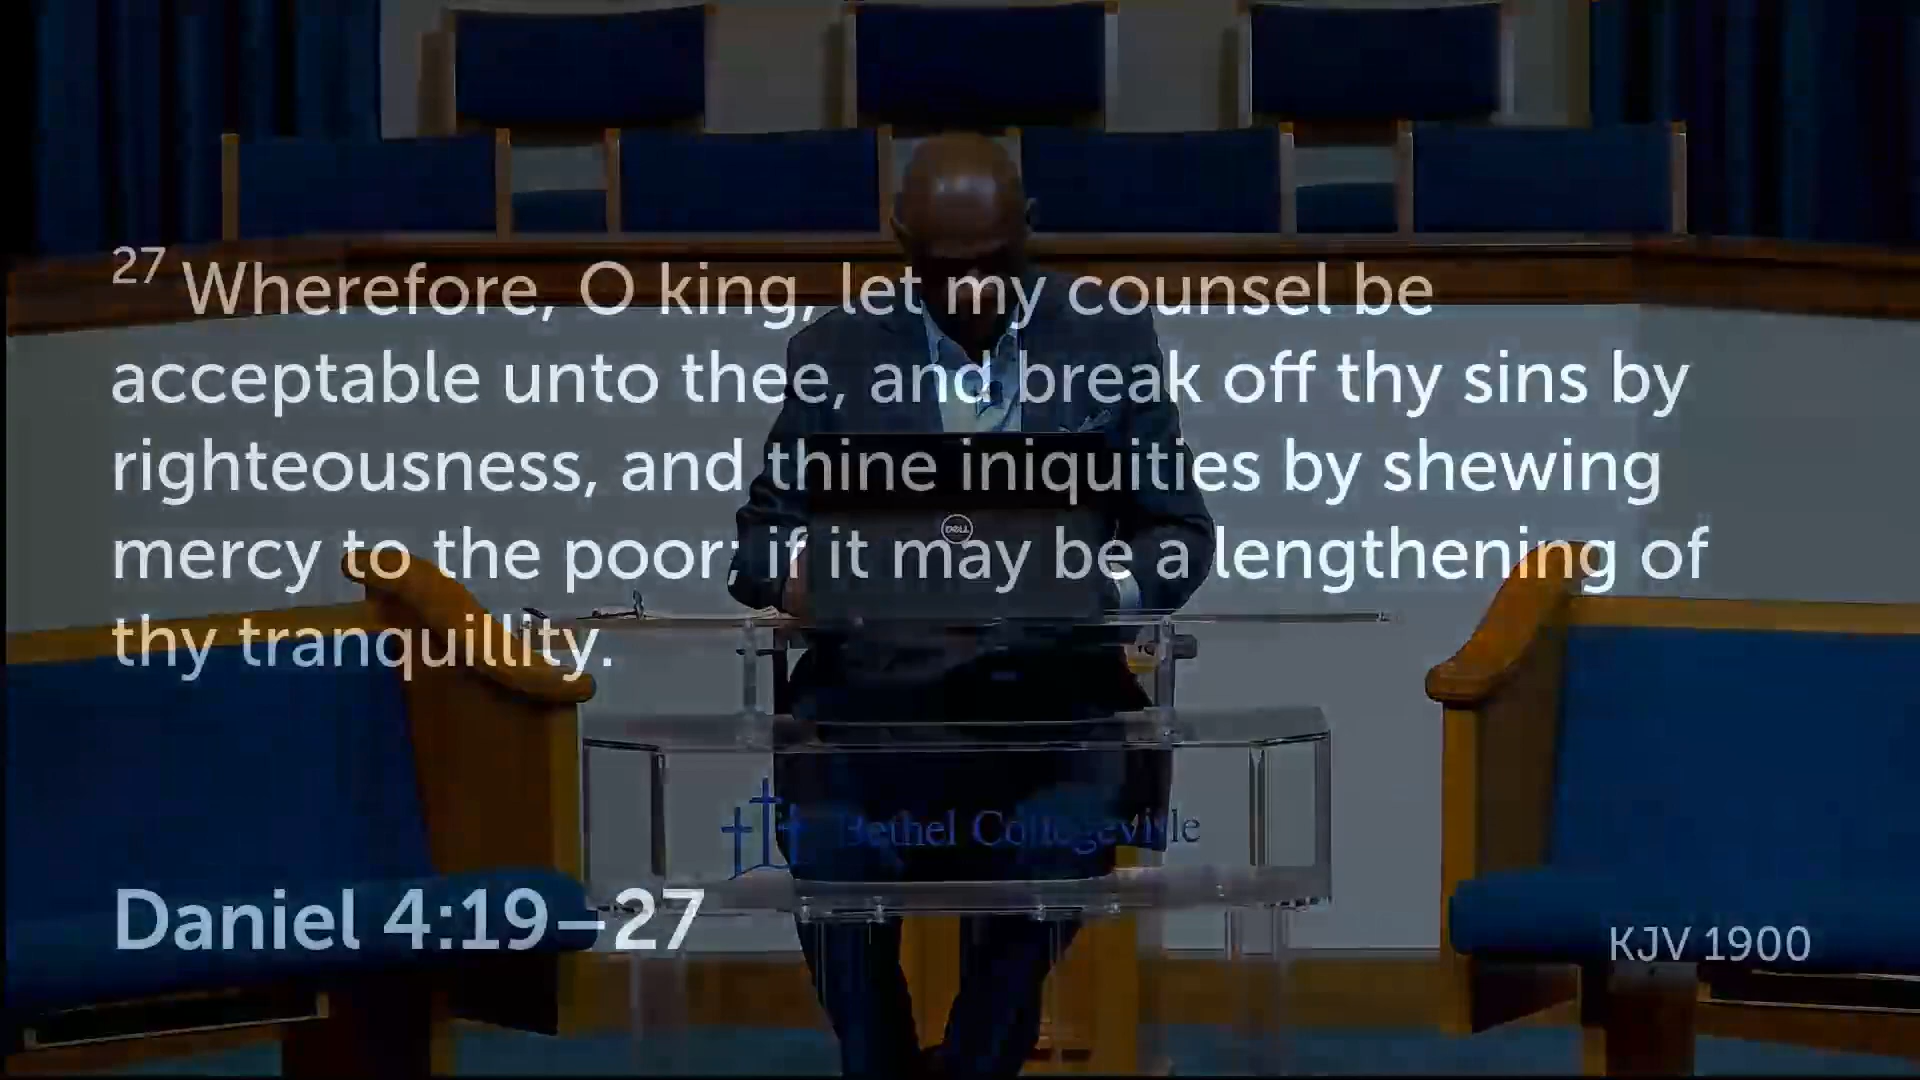 27 Wherefore, O king, let my counsel be
acceptable unto thee, and break off thy sins by
righteousness, and thine iniquities by shewing
mercy to the poor; if it may be a lengthening of
thy tranquillity.
DELL
Bethel Collegeville
Daniel 4:19–27
KJV 1900